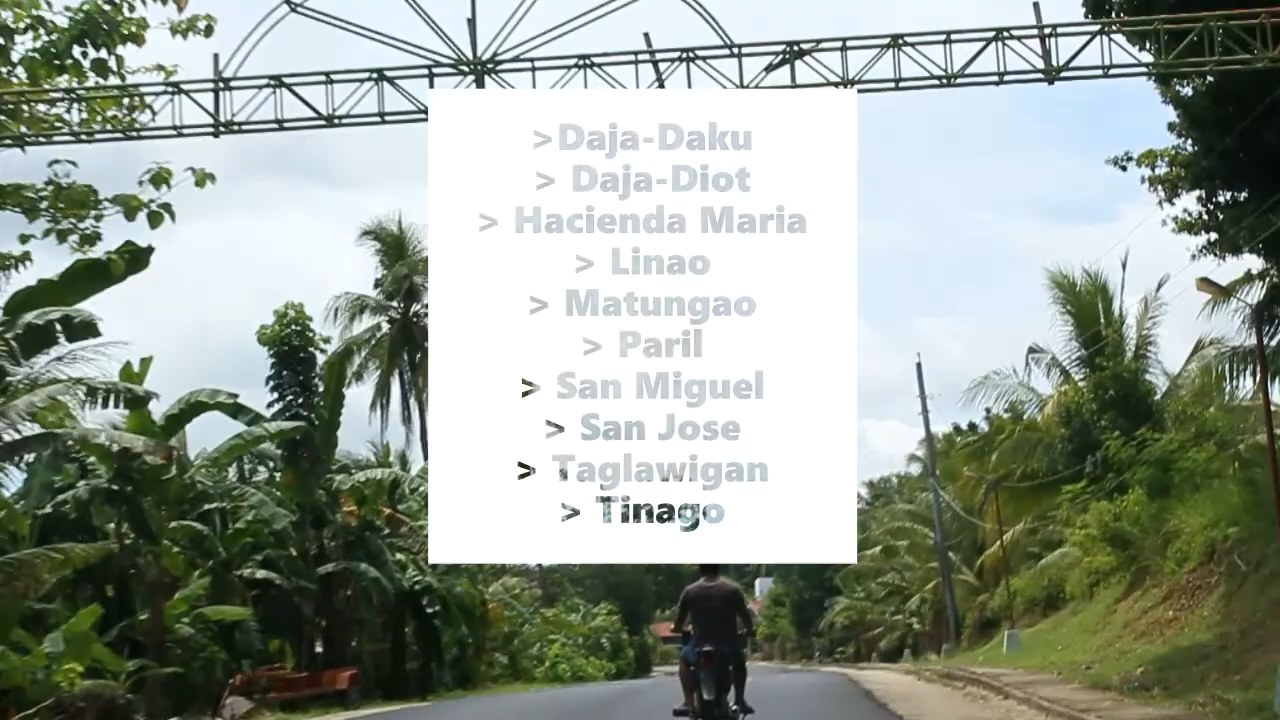 >Daja-Daku
> Daja-Diot
> Hacienda Maria
> Linao
> Matungao
> Paril
> San Miguel
> San Jose
> Taglawigan
> Tinago